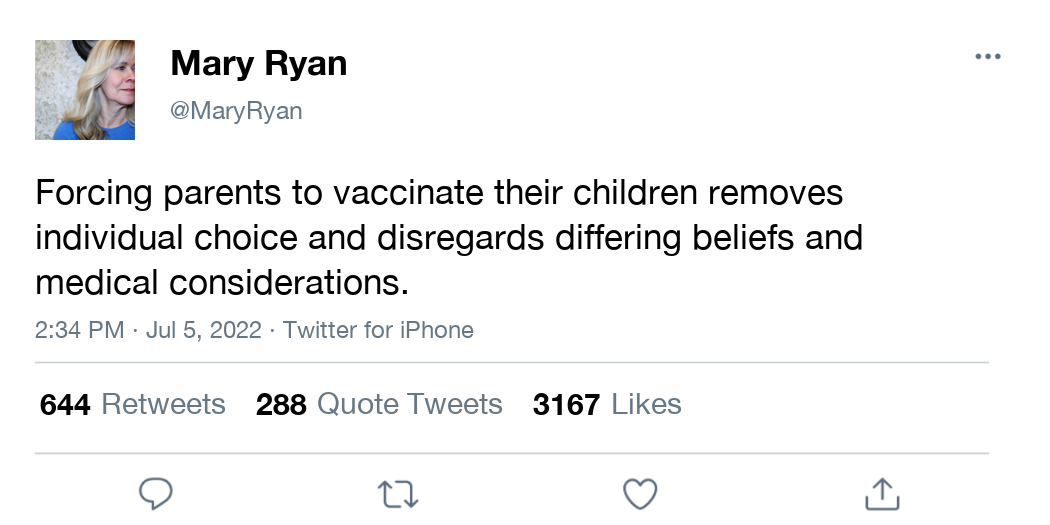 Mary Ryan
@MaryRyan
Forcing parents to vaccinate their children removes
individual choice and disregards differing beliefs and
medical considerations.
2:34 PM · Jul 5, 2022 · Twitter for iPhone
644 Retweets 288 Quote Tweets 3167 Likes